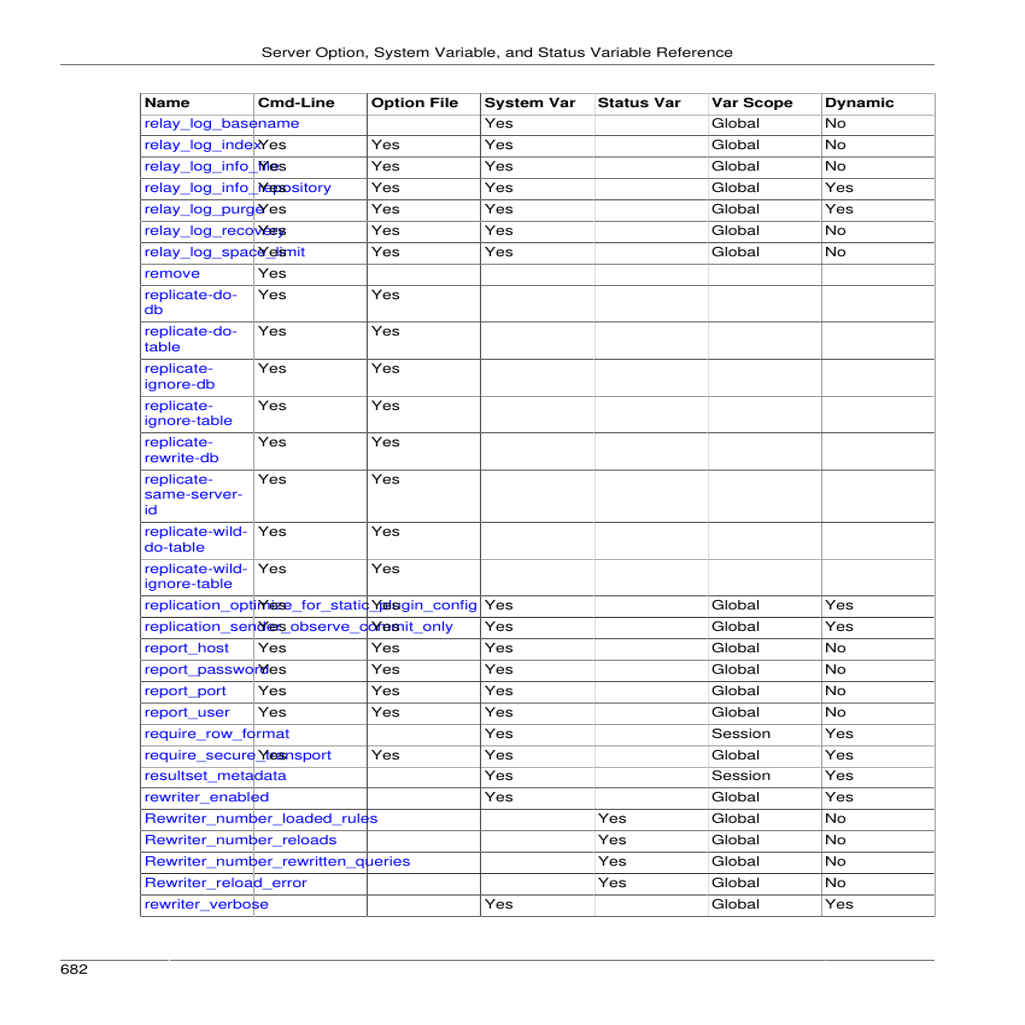 Server Option, System Variable, and Status Variable Reference
Name Cmd-Line Option File System Var Status Var Var Scope Dynamic
relay_log_basename Yes Global No
relay_log_index Yes Yes Yes Global No
relay_log_info_file Yes Yes Yes Global No
relay_log_info_repository Yes Yes Yes Global Yes
relay_log_purge Yes Yes Yes Global Yes
relay_log_recovery Yes Yes Yes Global No
relay_log_space_limit Yes Yes Yes Global No
remove Yes
replicate-do- Yes Yes
db
replicate-do- Yes Yes
table
replicate- Yes Yes
ignore-db
replicate- Yes Yes
ignore-table
replicate- Yes Yes
rewrite-db
replicate- Yes Yes
same-server-
id
replicate-wild- Yes Yes
do-table
replicate-wild- Yes Yes
ignore-table
replication_optimize_for_static_plugin_config Yes Yes Yes Global Yes
replication_sender_observe_commit_only Yes Yes Yes Global Yes
report_host Yes Yes Yes Global No
report_password Yes Yes Yes Global No
report_port Yes Yes Yes Global No
report_user Yes Yes Yes Global No
require_row_format Yes Session Yes
require_secure_transport Yes Yes Yes Global Yes
resultset_metadata Yes Session Yes
rewriter_enabled Yes Global Yes
Rewriter_number_loaded_rules Yes Global No
Rewriter_number_reloads Yes Global No
Rewriter_number_rewritten_queries Yes Global No
Rewriter_reload_error Yes Global No
rewriter_verbose Yes Global Yes
682